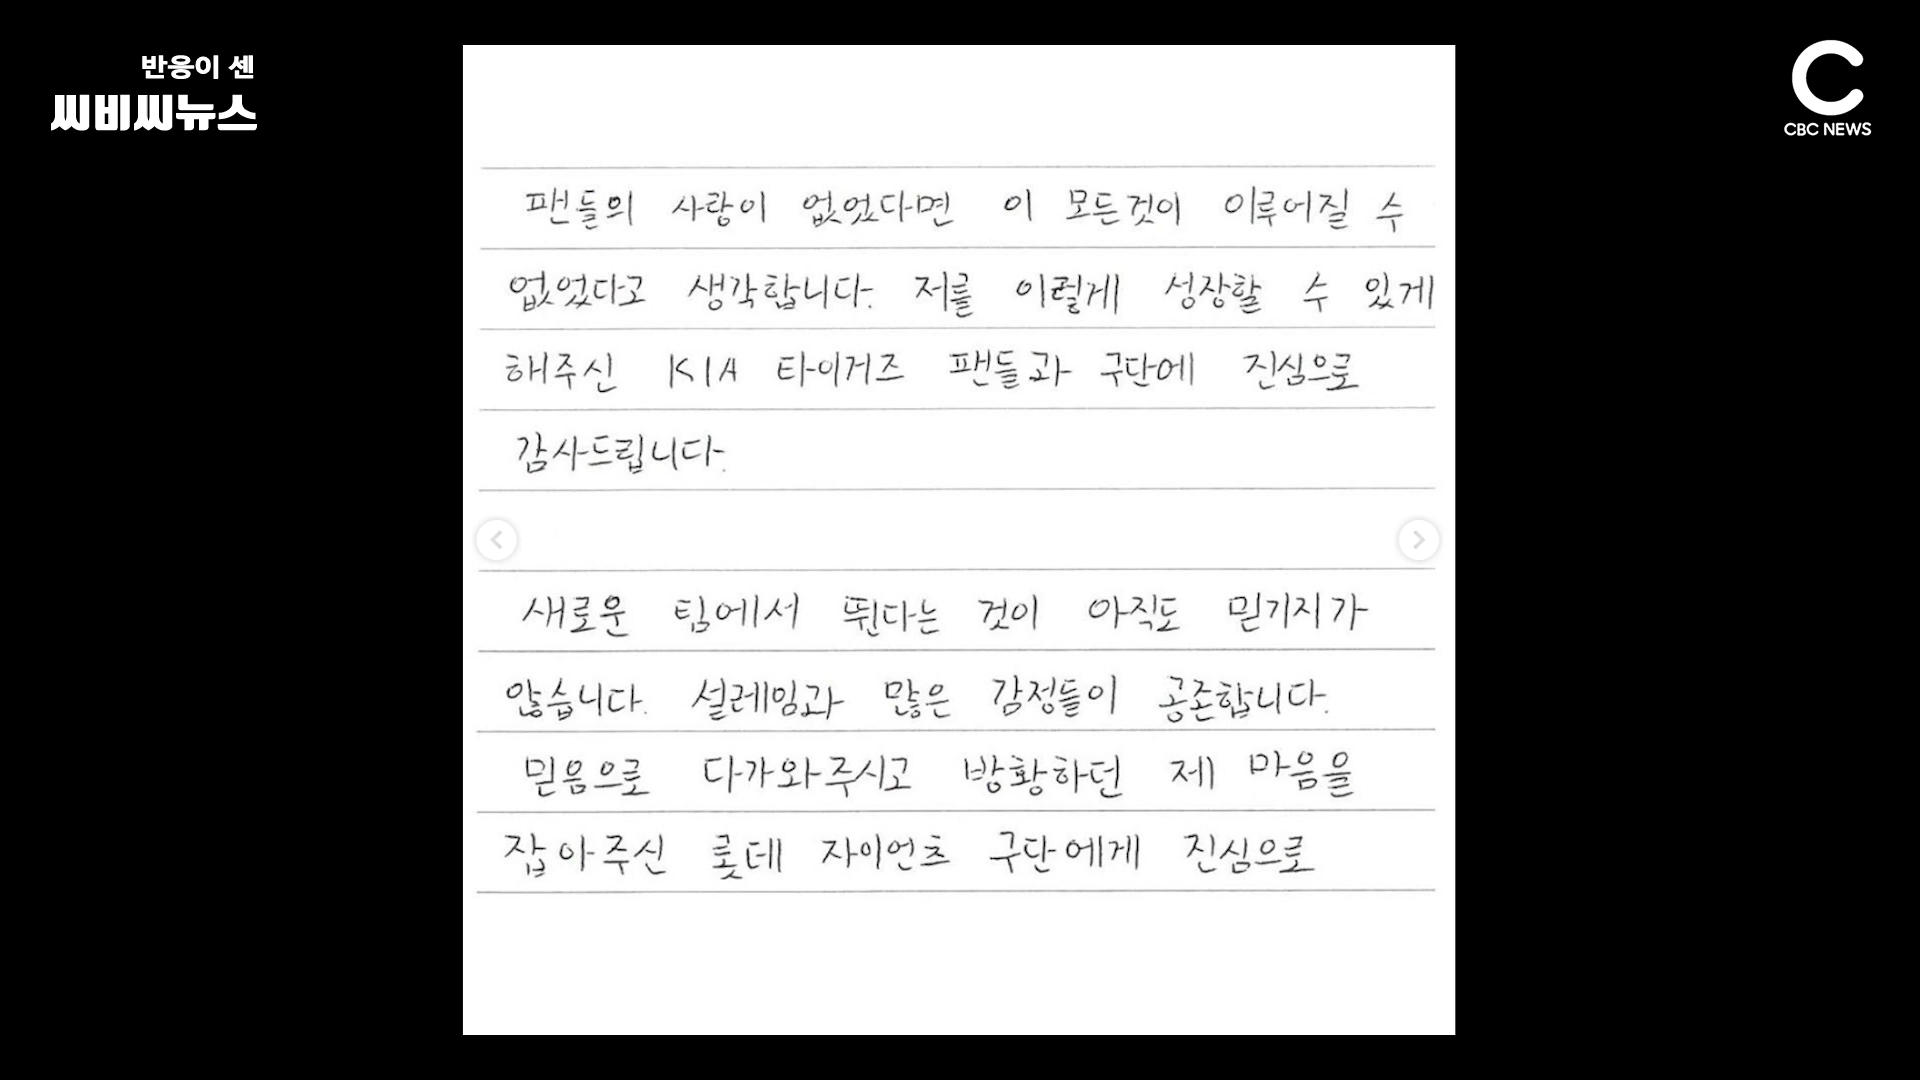 반응이 센
씨비씨뉴스
CBC NEWS
팬들의 사랑이 없었다면 이 모든것이 이루어질 수
없었다고 생각합니다. 저를 이렇게 성장할 수 있게
해주신 KIA 타이거즈 팬들과 구단에 진심으로
감사드립니다.
새로운 팀에서 뛴다는 것이 아직도 믿기지가
않습니다. 설레임과 많은 감정들이 공존합니다.
믿음으로 다가와주시고 방황하던 제 마음을
잡아주신 롯데 자이언츠 구단에게 진심으로